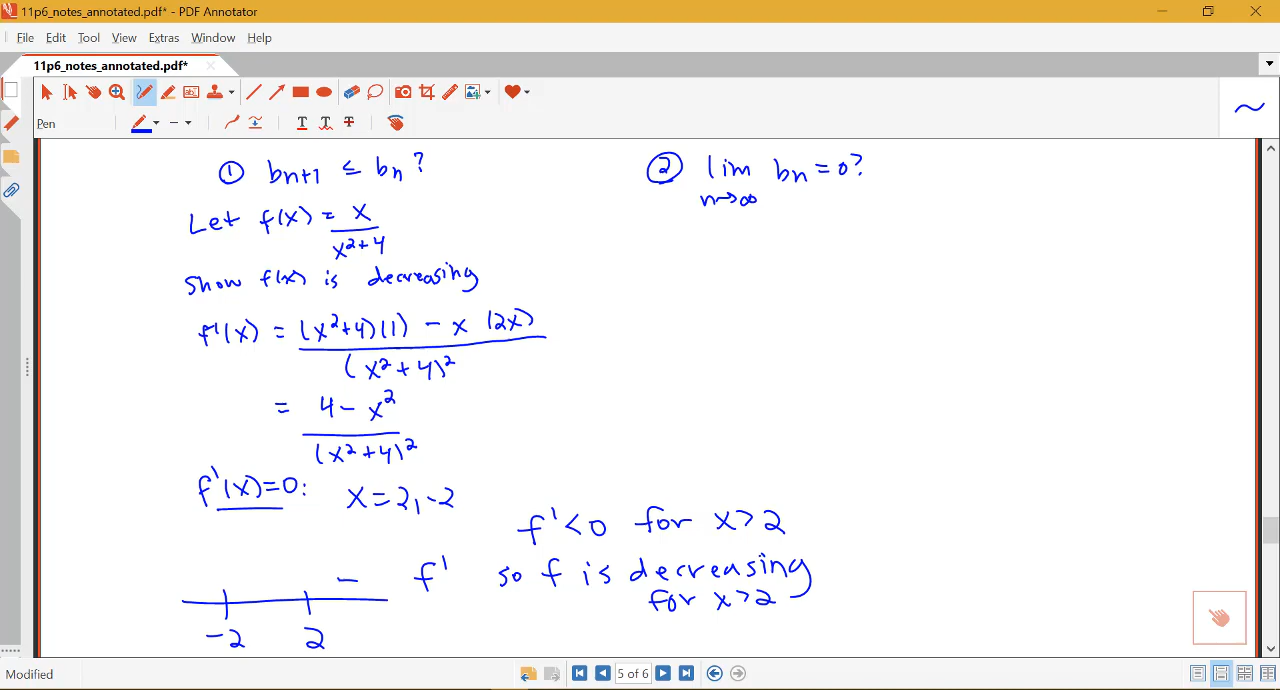 11p6_notes_annotated.pdf* - PDF Annotator
File Edit Tool View Extras Window Help
11p6_notes_annotated.pdf*
Pen
① bn+1 ≤ bn?
② lim bn = 0?
n→∞
Let f(x) = x
x²+4
Show f(x) is decreasing
f'(x) = (x²+4)(1) - x (2x)
(x²+4)²
= 4 - x²
(x²+4)²
f'(x)=0: x=2,-2
f'<0 for x>2
- f' so f is decreasing
for x>2
-2 2
Modified
5 of 6